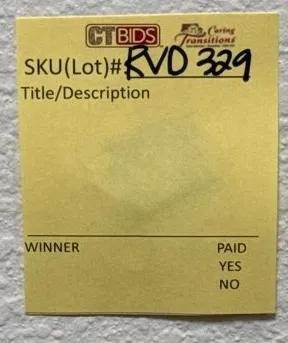 CTBIDS Caring Transitions
SKU(Lot)# RVD 329
Title/Description
WINNER PAID
YES
NO